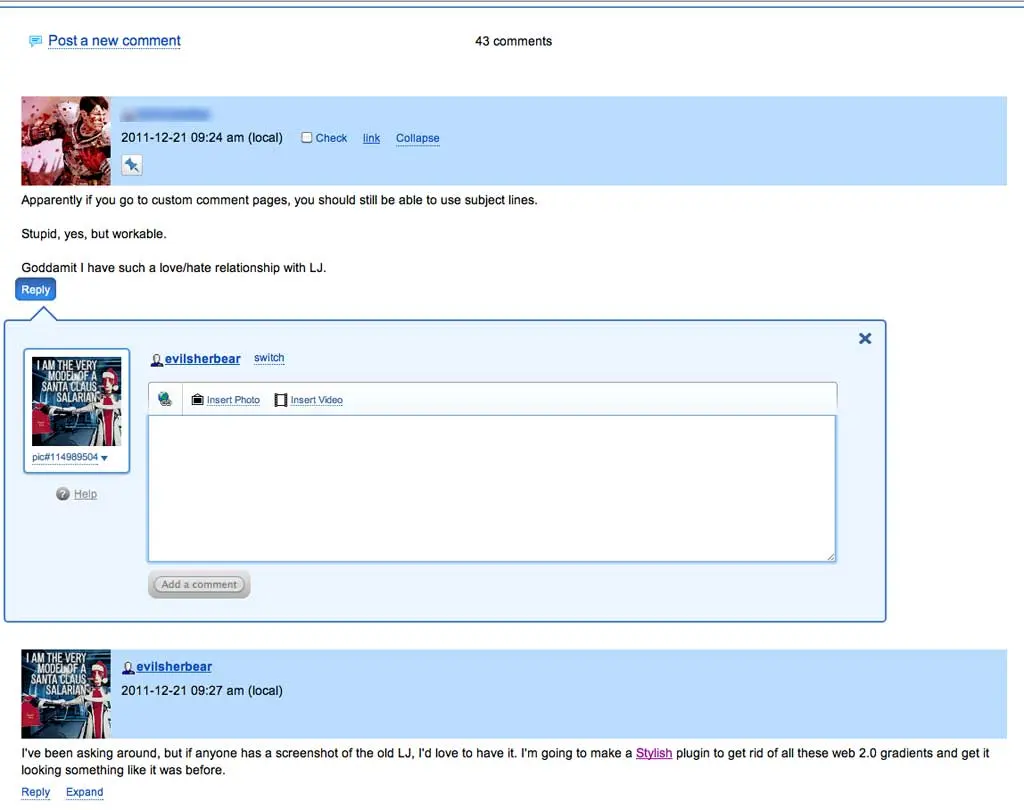 Post a new comment 43 comments
2011-12-21 09:24 am (local) Check link Collapse
Apparently if you go to custom comment pages, you should still be able to use subject lines.
Stupid, yes, but workable.
Goddamit I have such a love/hate relationship with LJ.
Reply
evilsherbear switch
I AM THE VERY
MODEL OF A
SANTA CLAUS
SALARIAN
Insert Photo Insert Video
pic#114989504
Help
Add a comment
I AM THE VERY
MODEL OF A
SANTA CLAUS
SALARIAN
evilsherbear
2011-12-21 09:27 am (local)
I've been asking around, but if anyone has a screenshot of the old LJ, I'd love to have it. I'm going to make a Stylish plugin to get rid of all these web 2.0 gradients and get it
looking something like it was before.
Reply Expand